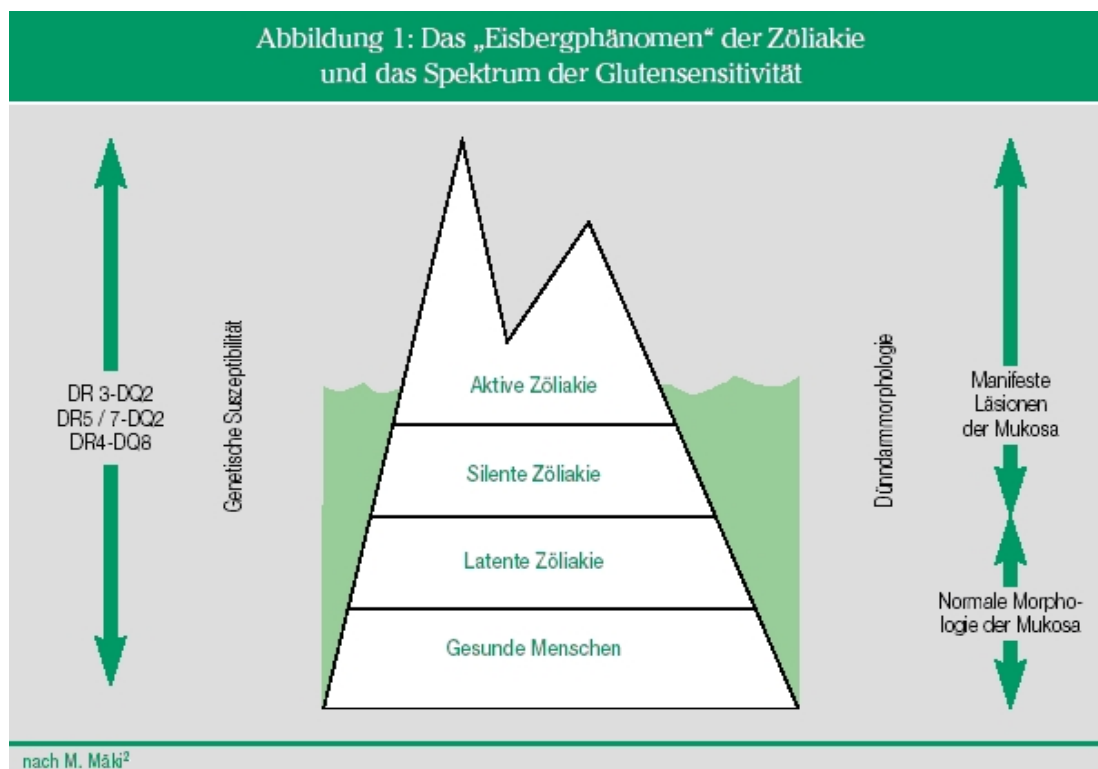 Abbildung 1: Das „Eisbergphänomen“ der Zöliakie
und das Spektrum der Glutensensitivität
DR 3-DQ2
DR5 / 7-DQ2
DR4-DQ8
Genetische Suszeptibilität
Aktive Zöliakie
Silente Zöliakie
Latente Zöliakie
Gesunde Menschen
Dünndarmmorphologie
Manifeste
Läsionen
der Mukosa
Normale Morpho-
logie der Mukosa
nach M. Mäki²